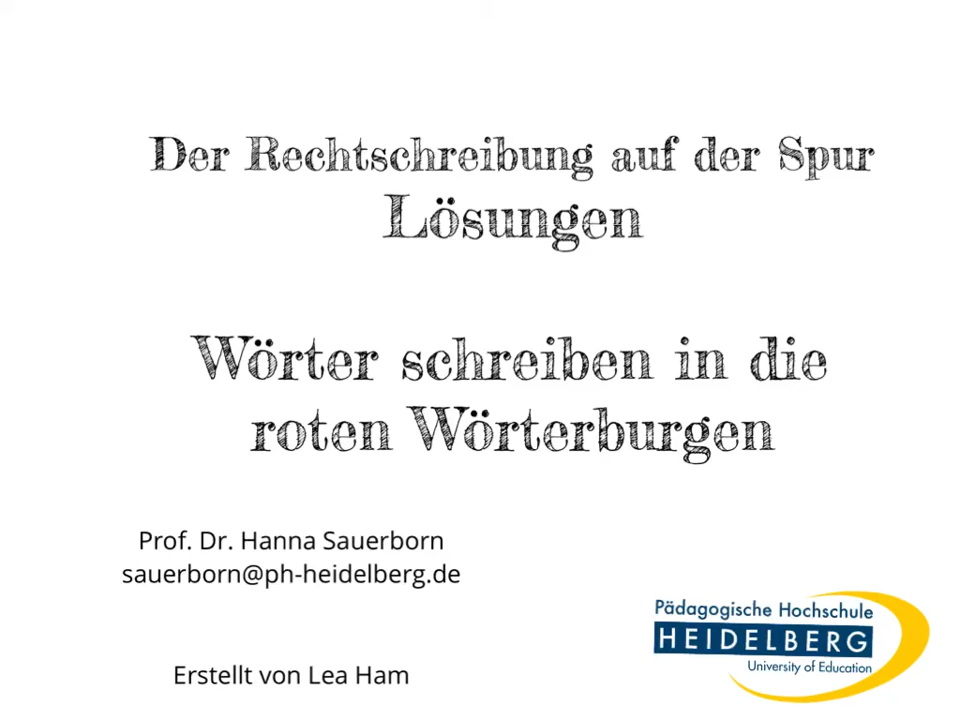 Der Rechtschreibung auf der Spur
Lösungen
Wörter schreiben in die
roten Wörterburgen
Prof. Dr. Hanna Sauerborn
sauerborn@ph-heidelberg.de
Erstellt von Lea Ham
Pädagogische Hochschule
HEIDELBERG
University of Education